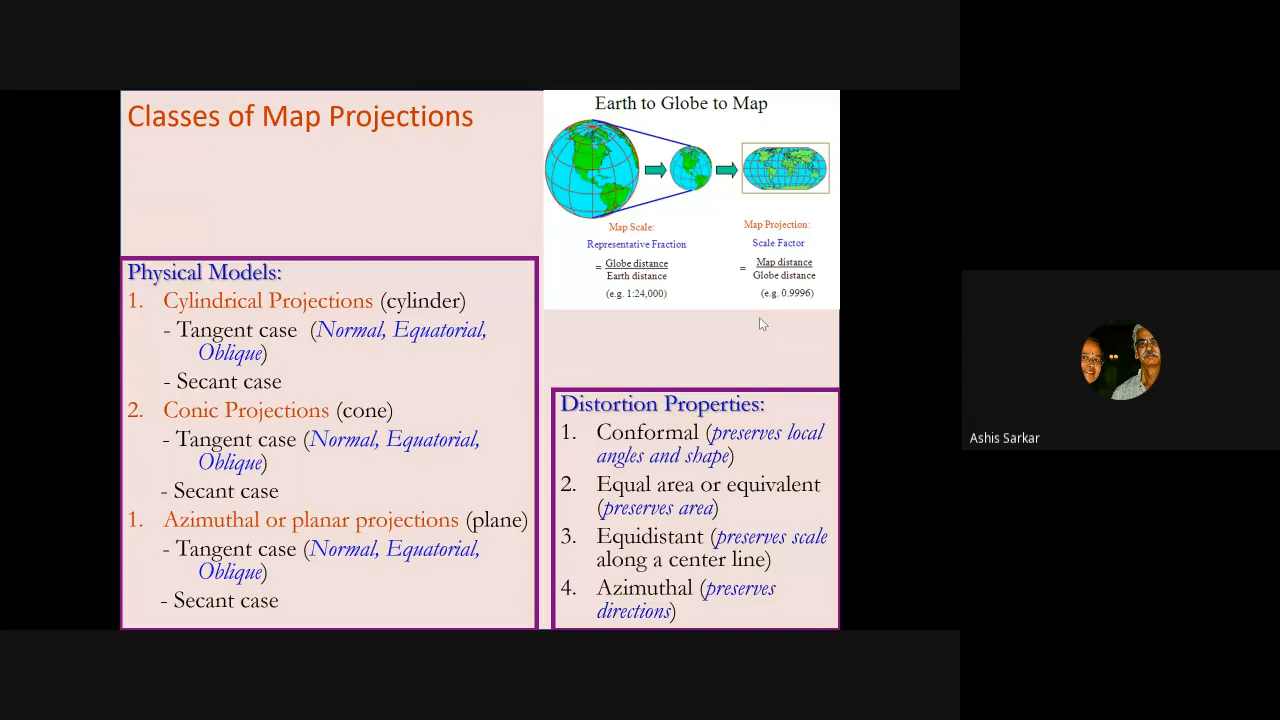 Classes of Map Projections
Earth to Globe to Map
Map Scale:
Representative Fraction
= Globe distance
Earth distance
(e.g. 1:24,000)
Map Projection:
Scale Factor
= Map distance
Globe distance
(e.g. 0.9996)
Physical Models:
1. Cylindrical Projections (cylinder)
- Tangent case (Normal, Equatorial,
Oblique)
- Secant case
2. Conic Projections (cone)
- Tangent case (Normal, Equatorial,
Oblique)
- Secant case
1. Azimuthal or planar projections (plane)
- Tangent case (Normal, Equatorial,
Oblique)
- Secant case
Distortion Properties:
1. Conformal (preserves local
angles and shape)
2. Equal area or equivalent
(preserves area)
3. Equidistant (preserves scale
along a center line)
4. Azimuthal (preserves
directions)
Ashis Sarkar